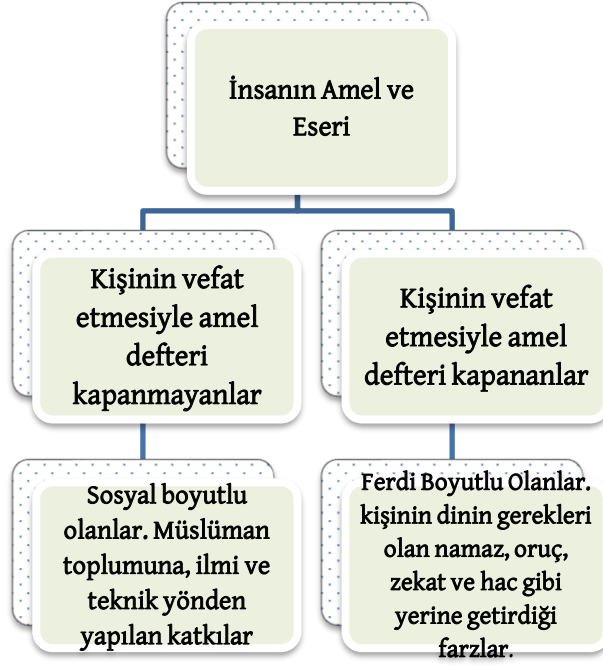 İnsanın Amel ve
Eseri
Kişinin vefat
etmesiyle amel
defteri
kapanmayanlar
Kişinin vefat
etmesiyle amel
defteri kapananlar
Sosyal boyutlu
olanlar. Müslüman
toplumuna, ilmi ve
teknik yönden
yapılan katkılar
Ferdi Boyutlu Olanlar.
kişinin dinin gerekleri
olan namaz, oruç,
zekat ve hac gibi
yerine getirdiği
farzlar.